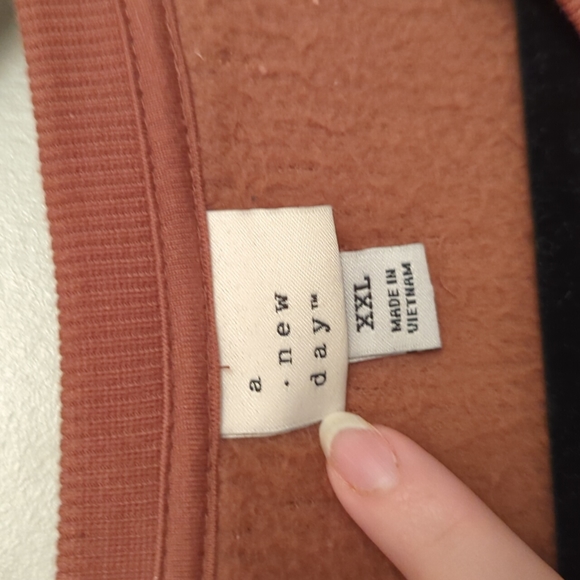 a
· new
day™
XXL
MADE IN
VIETNAM